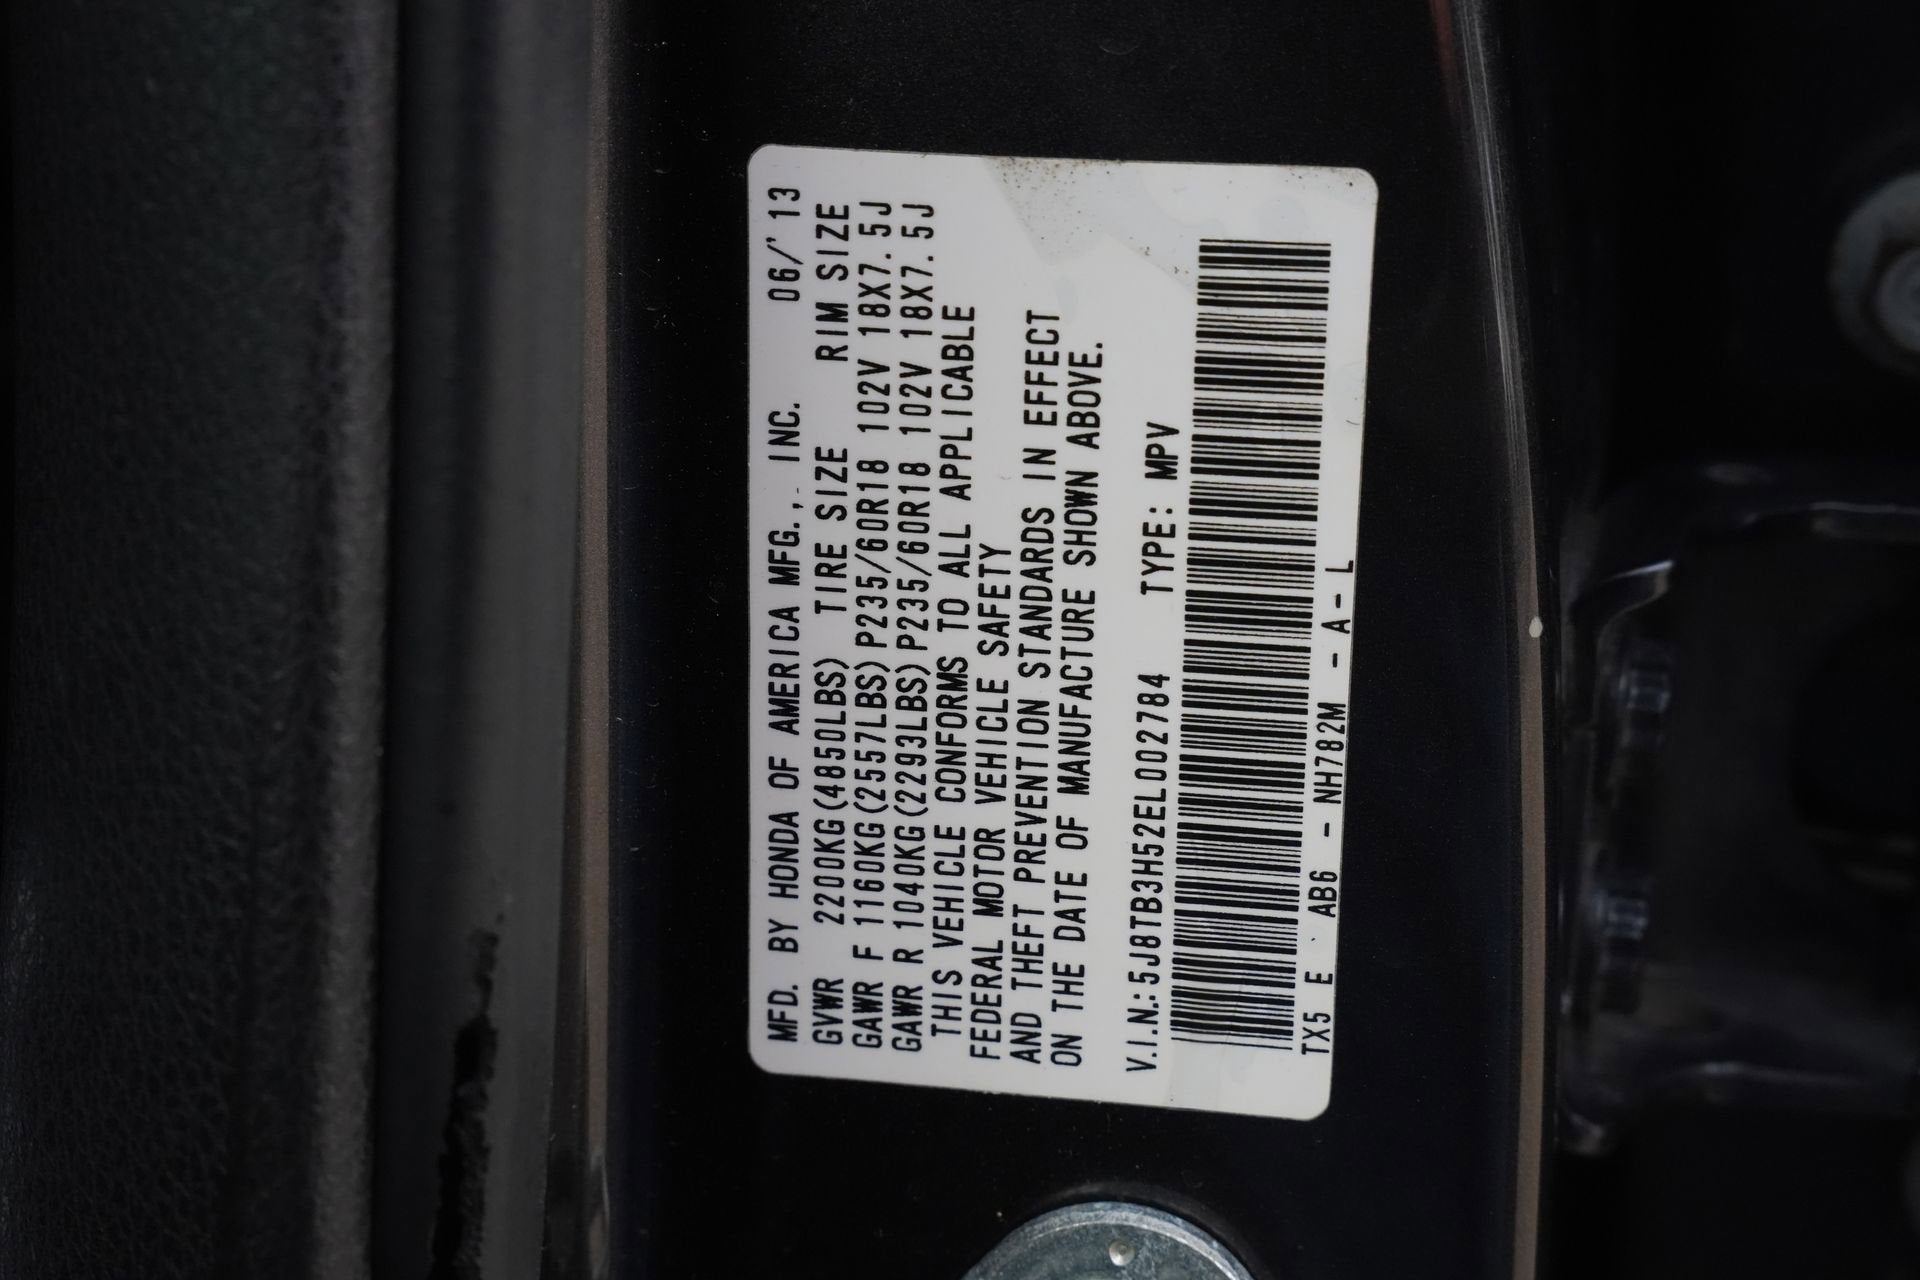 MFD. BY HONDA OF AMERICA MFG., INC. 06/'13
GVWR 2200KG(4850LBS) TIRE SIZE RIM SIZE
GAWR F 1160KG(2557LBS)P235/60R18 102V 18X7.5J
GAWR R 1040KG(2293LBS)P235/60R18 102V 18X7.5J
THIS VEHICLE CONFORMS TO ALL APPLICABLE
FEDERAL MOTOR VEHICLE SAFETY
AND THEFT PREVENTION STANDARDS IN EFFECT
ON THE DATE OF MANUFACTURE SHOWN ABOVE.
V.I.N.:5J8TB3H52EL002784 TYPE: MPV
TX5 E AB6 - NH782M - A- L